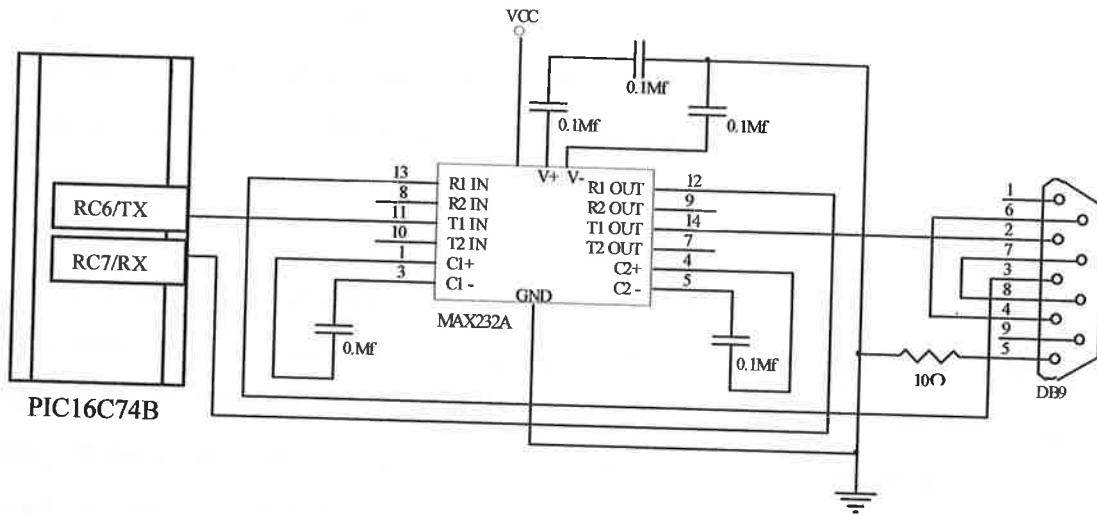 VCC
0.1Mf
0.1Mf
0.1Mf
RC6/TX
RC7/RX
PIC16C74B
13
8
11
10
1
3
R1 IN
R2 IN
T1 IN
T2 IN
C1+
C1 -
V+ V-
GND
R1 OUT
R2 OUT
T1 OUT
T2 OUT
C2+
C2 -
12
9
14
7
4
5
MAX232A
0.Mf
0.1Mf
10Ω
1
6
2
7
3
8
4
9
5
DB9